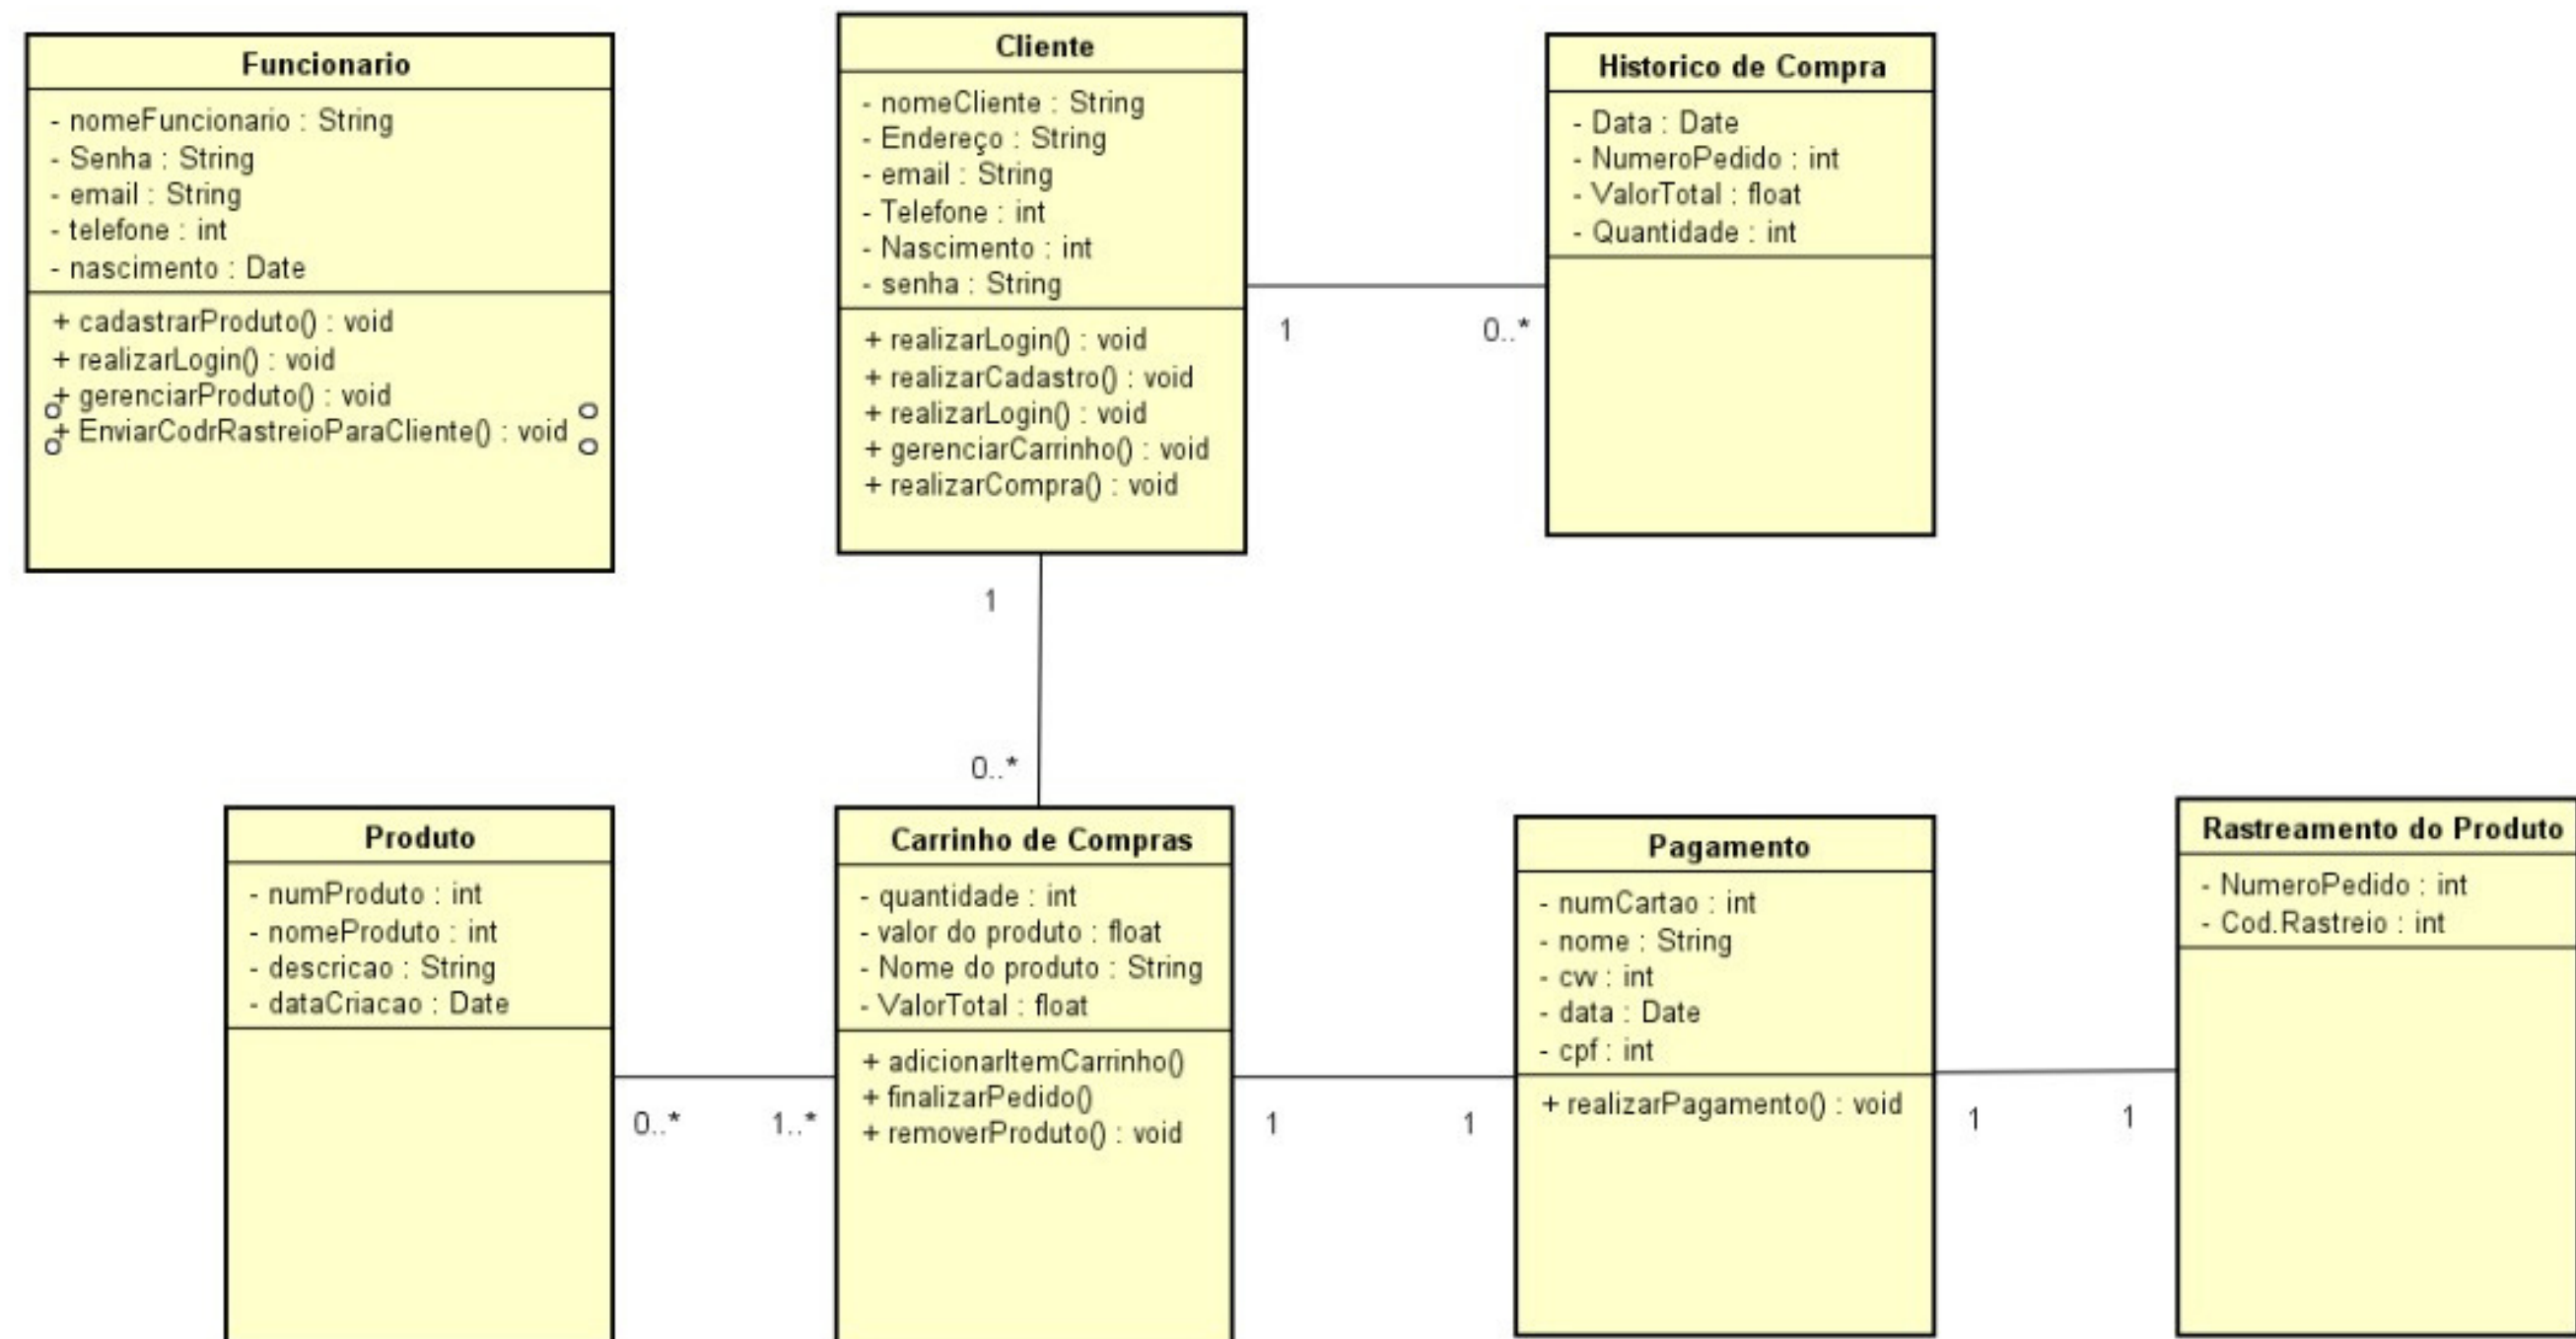 Funcionario
- nomeFuncionario : String
- Senha : String
- email : String
- telefone : int
- nascimento : Date
+ cadastrarProduto() : void
+ realizarLogin() : void
+ gerenciarProduto() : void
+ EnviarCodrRastreioParaCliente() : void
Cliente
- nomeCliente : String
- Endereço : String
- email : String
- Telefone : int
- Nascimento : int
- senha : String
+ realizarLogin() : void
+ realizarCadastro() : void
+ realizarLogin() : void
+ gerenciarCarrinho() : void
+ realizarCompra() : void
Historico de Compra
- Data : Date
- NumeroPedido : int
- ValorTotal : float
- Quantidade : int
1
0..*
1
0..*
Produto
- numProduto : int
- nomeProduto : int
- descricao : String
- dataCriacao : Date
0..*
1..*
Carrinho de Compras
- quantidade : int
- valor do produto : float
- Nome do produto : String
- ValorTotal : float
+ adicionarItemCarrinho()
+ finalizarPedido()
+ removerProduto() : void
1
1
Pagamento
- numCartao : int
- nome : String
- cvv : int
- data : Date
- cpf : int
+ realizarPagamento() : void
1
1
Rastreamento do Produto
- NumeroPedido : int
- Cod.Rastreio : int